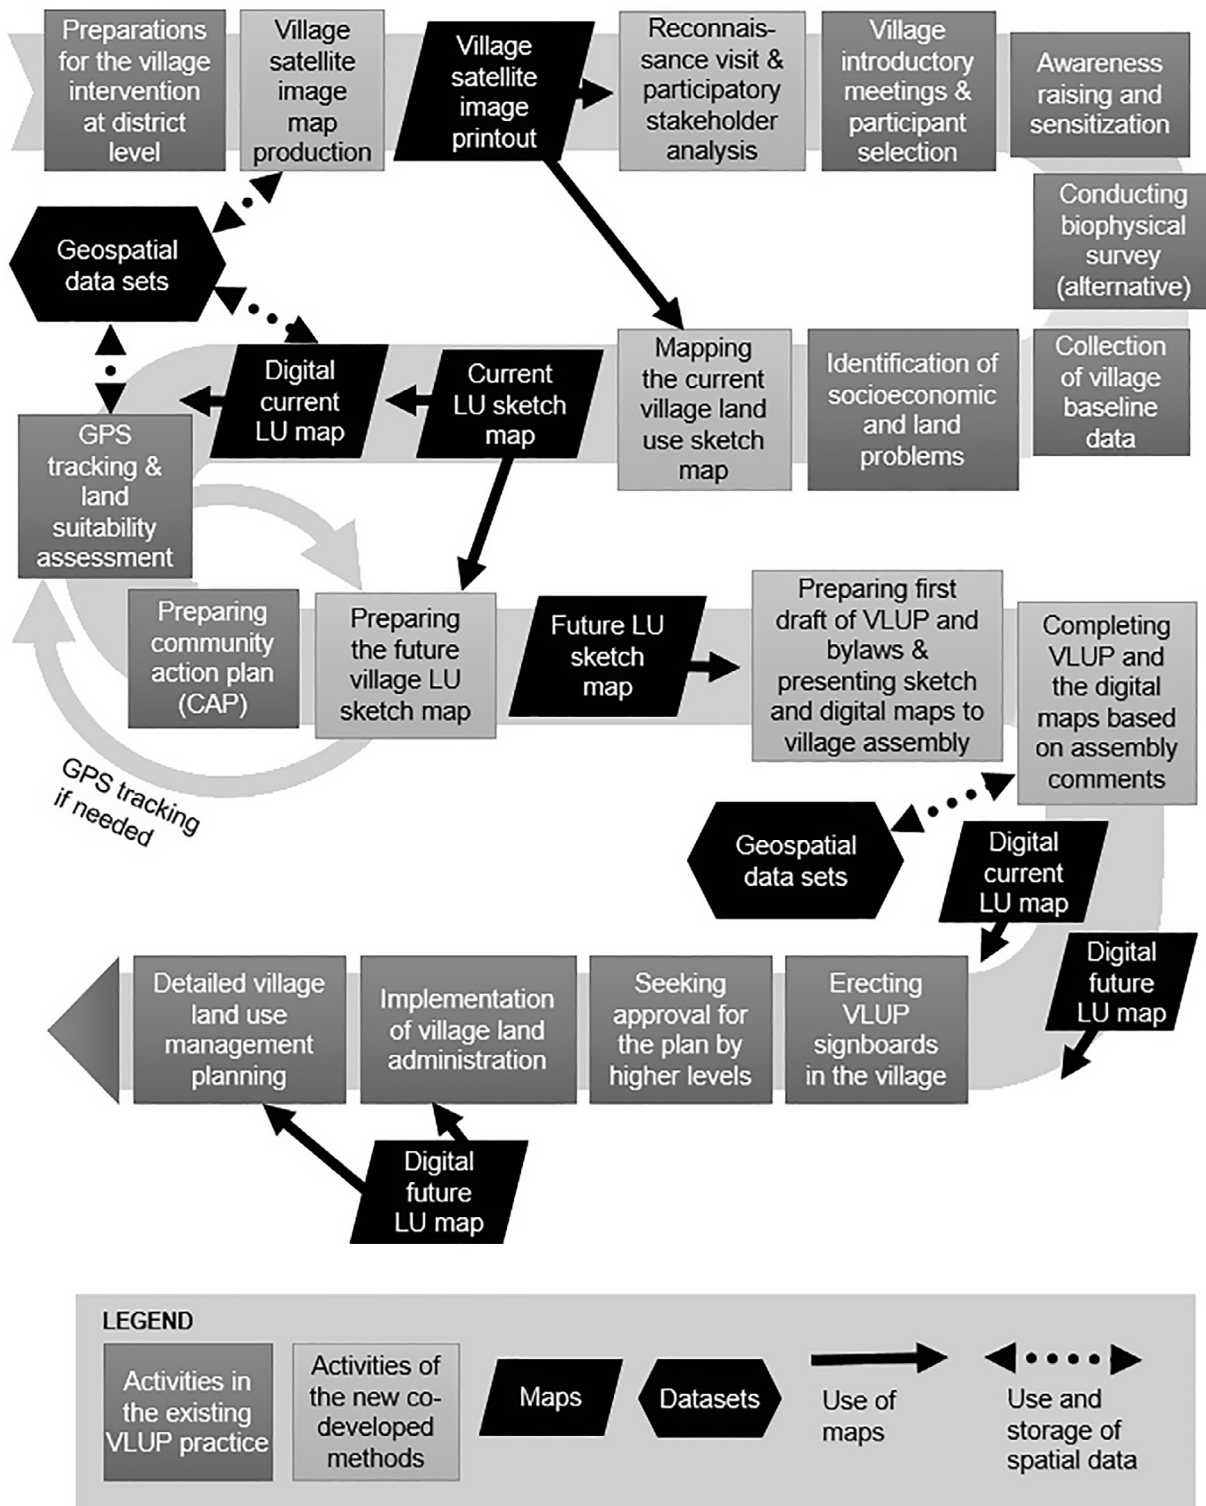 Preparations
for the village
intervention
at district
level
Village
satellite
image
map
production
Village
satellite
image
printout
Reconnais-
sance visit &
participatory
stakeholder
analysis
Village
introductory
meetings &
participant
selection
Awareness
raising and
sensitization
Conducting
biophysical
survey
(alternative)
Geospatial
data sets
Collection
of village
baseline
data
Identification of
socioeconomic
and land
problems
Mapping
the current
village land
use sketch
map
Current
LU sketch
map
Digital
current
LU map
GPS
tracking &
land
suitability
assessment
Preparing
community
action plan
(CAP)
Preparing
the future
village LU
sketch map
GPS tracking
if needed
Future LU
sketch
map
Preparing first
draft of VLUP and
bylaws &
presenting sketch
and digital maps to
village assembly
Completing
VLUP and
the digital
maps based
on assembly
comments
Geospatial
data sets
Digital
current
LU map
Digital
future
LU map
Erecting
VLUP
signboards
in the village
Seeking
approval for
the plan by
higher levels
Implementation
of village land
administration
Detailed village
land use
management
planning
Digital
future
LU map
LEGEND
Activities in
the existing
VLUP practice
Activities of
the new co-
developed
methods
Maps
Datasets
Use of
maps
Use and
storage of
spatial data